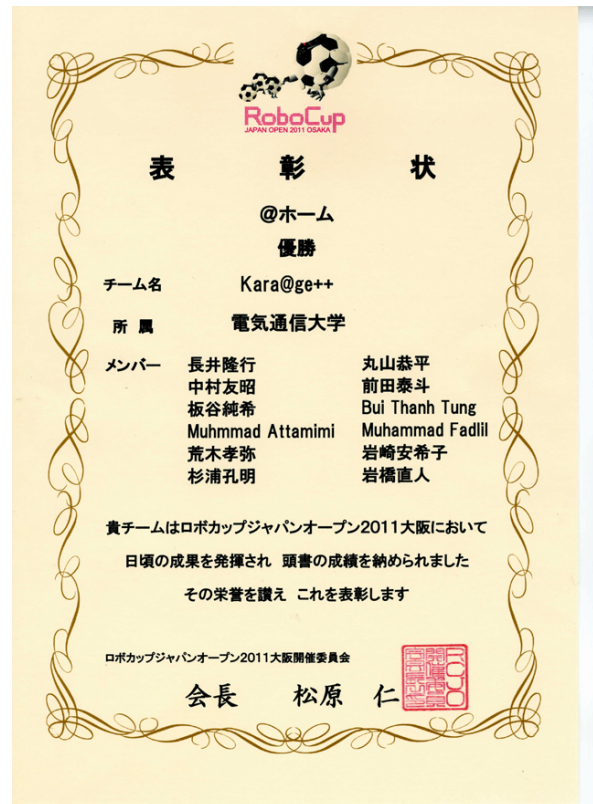 RoboCup
JAPAN OPEN 2011 OSAKA
表 彰 状
@ホーム
優勝
チーム名 Kara@ge++
所 属 電気通信大学
メンバー 長井隆行 丸山恭平
中村友昭 前田泰斗
板谷純希 Bui Thanh Tung
Muhmmad Attamimi Muhammad Fadlil
荒木孝弥 岩崎安希子
杉浦孔明 岩橋直人
貴チームはロボカップジャパンオープン2011大阪において
日頃の成果を発揮され 頭書の成績を納められました
その栄誉を讃え これを表彰します
ロボカップジャパンオープン2011大阪開催委員会
会長 松原 仁